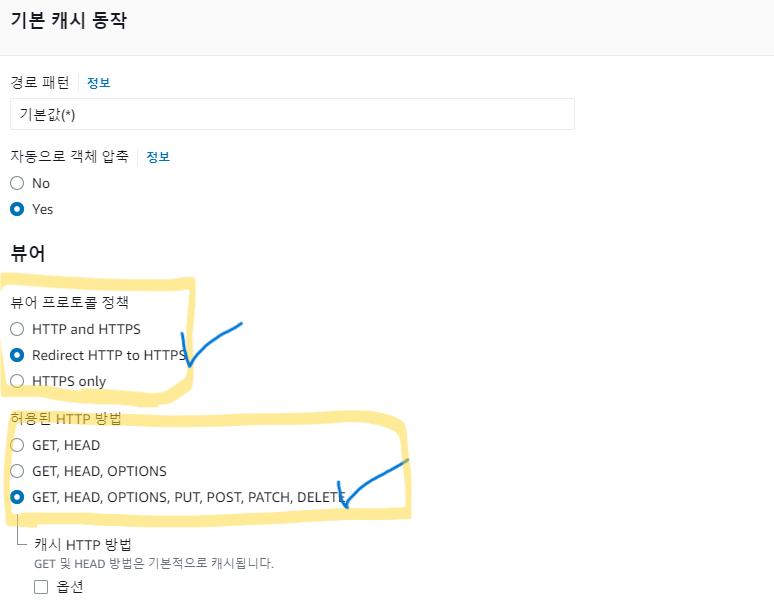 기본 캐시 동작
경로 패턴 정보
기본값(*)
자동으로 객체 압축 정보
No
Yes
뷰어
뷰어 프로토콜 정책
HTTP and HTTPS
Redirect HTTP to HTTPS
HTTPS only
허용된 HTTP 방법
GET, HEAD
GET, HEAD, OPTIONS
GET, HEAD, OPTIONS, PUT, POST, PATCH, DELETE
캐시 HTTP 방법
GET 및 HEAD 방법은 기본적으로 캐시됩니다.
옵션